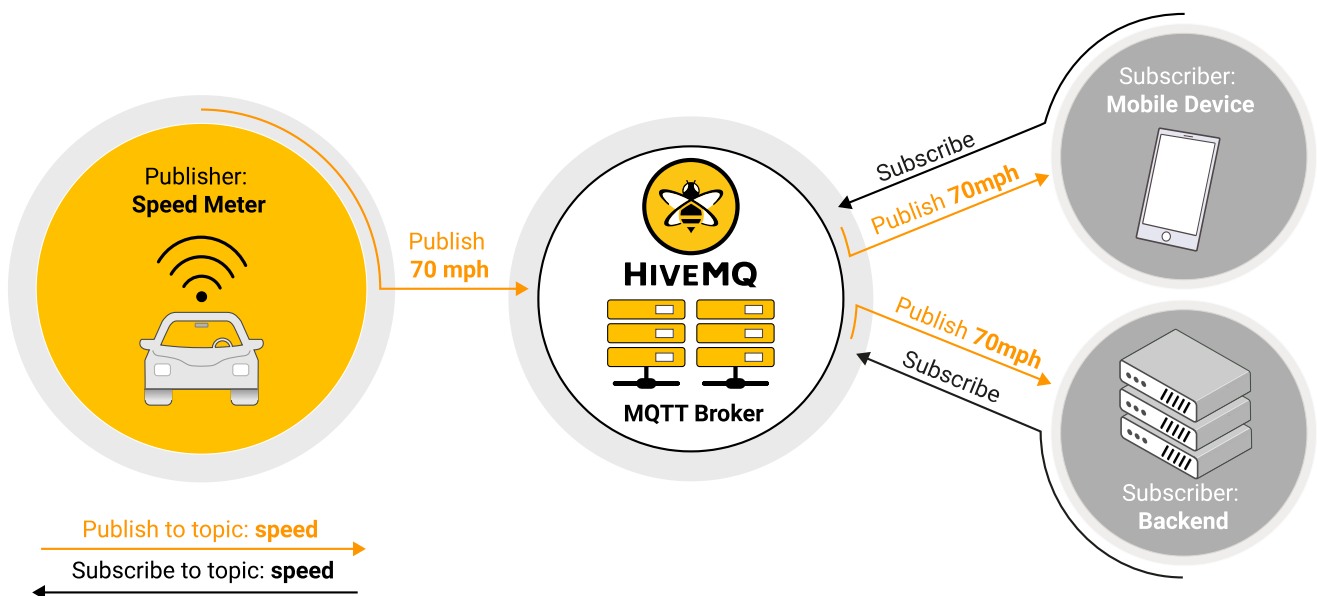 Publisher:
Speed Meter
Publish
70 mph
HIVEMQ
MQTT Broker
Subscribe
Publish 70mph
Publish 70mph
Subscribe
Subscriber:
Mobile Device
Subscriber:
Backend
Publish to topic: speed
Subscribe to topic: speed